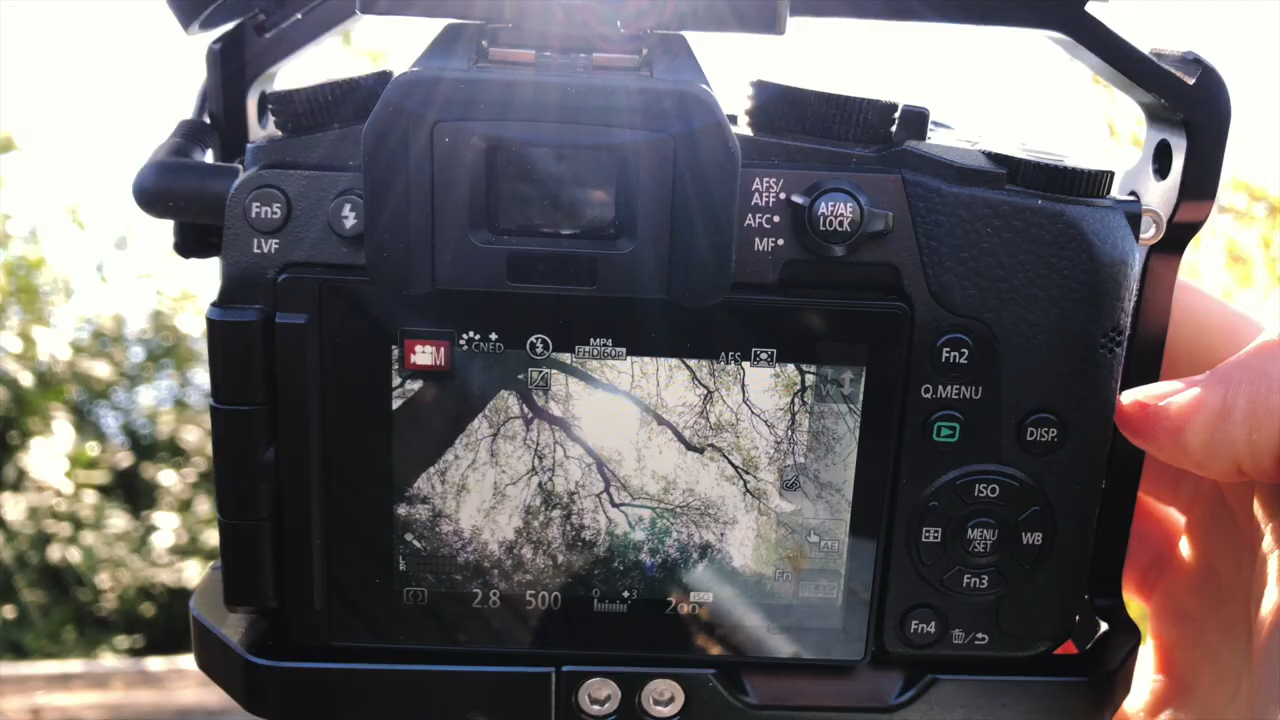 Fn5
LVF
AFS/
AFF
AFC
MF
AF/AE
LOCK
M
CNED
MP4
FHD 60p
AFS
W
Fn2
Q.MENU
DISP.
ISO
MENU
/SET
WB
Fn3
Fn4
AE
Fn
PEAK
L
R
2.8
500
0
+3
ISO
200